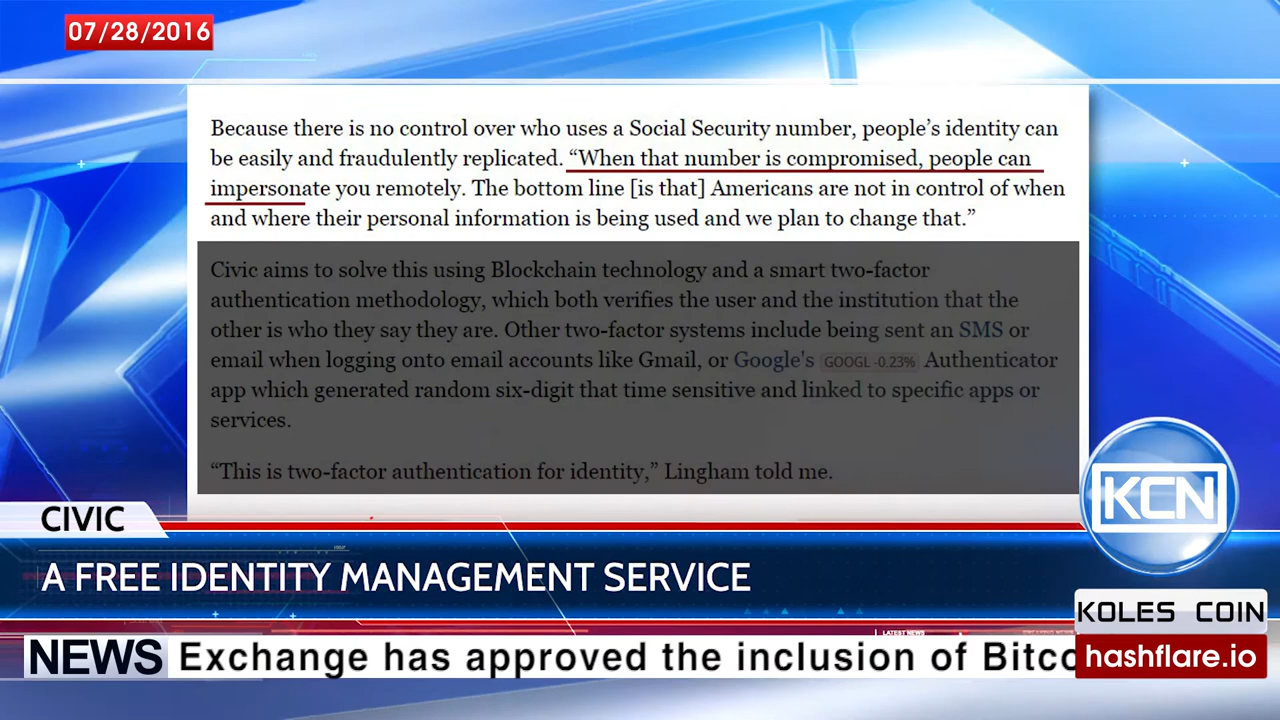 07/28/2016
Because there is no control over who uses a Social Security number, people’s identity can
be easily and fraudulently replicated. “When that number is compromised, people can
impersonate you remotely. The bottom line [is that] Americans are not in control of when
and where their personal information is being used and we plan to change that.”
Civic aims to solve this using Blockchain technology and a smart two-factor
authentication methodology, which both verifies the user and the institution that the
other is who they say they are. Other two-factor systems include being sent an SMS or
email when logging onto email accounts like Gmail, or Google's GOOGL -0.23% Authenticator
app which generated random six-digit that time sensitive and linked to specific apps or
services.
“This is two-factor authentication for identity,” Lingham told me.
KCN
CIVIC
A FREE IDENTITY MANAGEMENT SERVICE
KOLES COIN
LATEST NEWS
NEWS Exchange has approved the inclusion of Bitco
hashflare.io